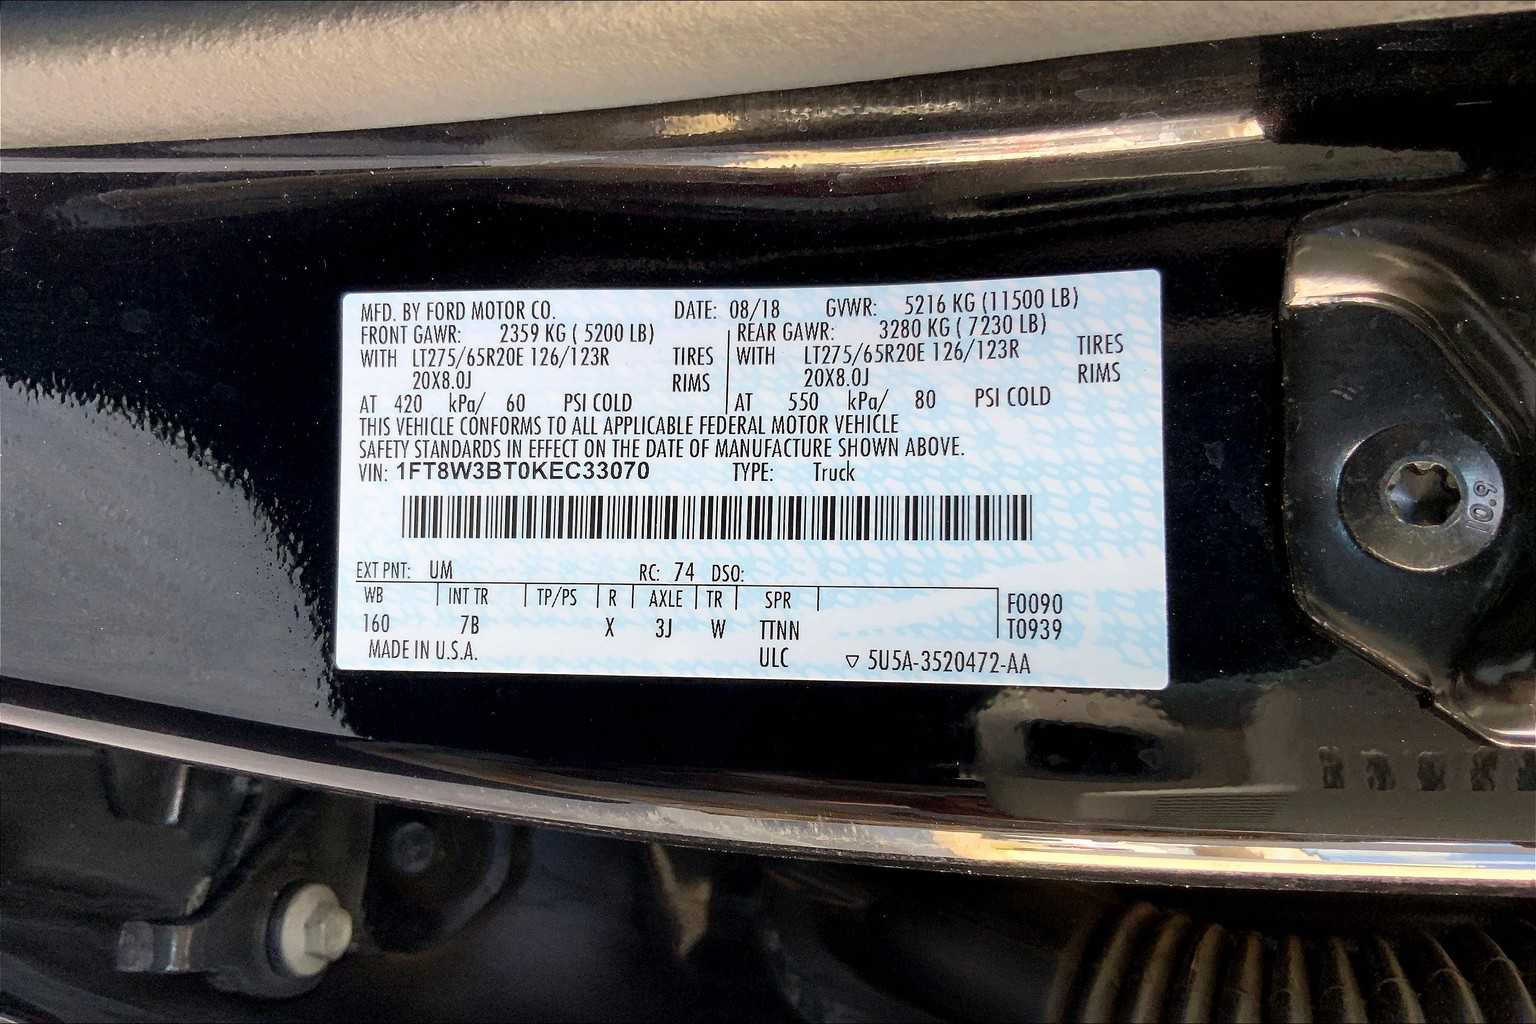 MFD. BY FORD MOTOR CO. DATE: 08/18 GVWR: 5216 KG (11500 LB)
FRONT GAWR: 2359 KG ( 5200 LB) REAR GAWR: 3280 KG ( 7230 LB)
WITH LT275/65R20E 126/123R TIRES WITH LT275/65R20E 126/123R TIRES
20X8.0J RIMS 20X8.0J RIMS
AT 420 kPa/ 60 PSI COLD AT 550 kPa/ 80 PSI COLD
THIS VEHICLE CONFORMS TO ALL APPLICABLE FEDERAL MOTOR VEHICLE
SAFETY STANDARDS IN EFFECT ON THE DATE OF MANUFACTURE SHOWN ABOVE.
VIN: 1FT8W3BT0KEC33070 TYPE: Truck
EXT PNT: UM RC: 74 DSO:
WB INT TR TP/PS R AXLE TR SPR F0090
160 7B X 3J W TTNN T0939
MADE IN U.S.A. ULC ▽ 5U5A-3520472-AA
10.9